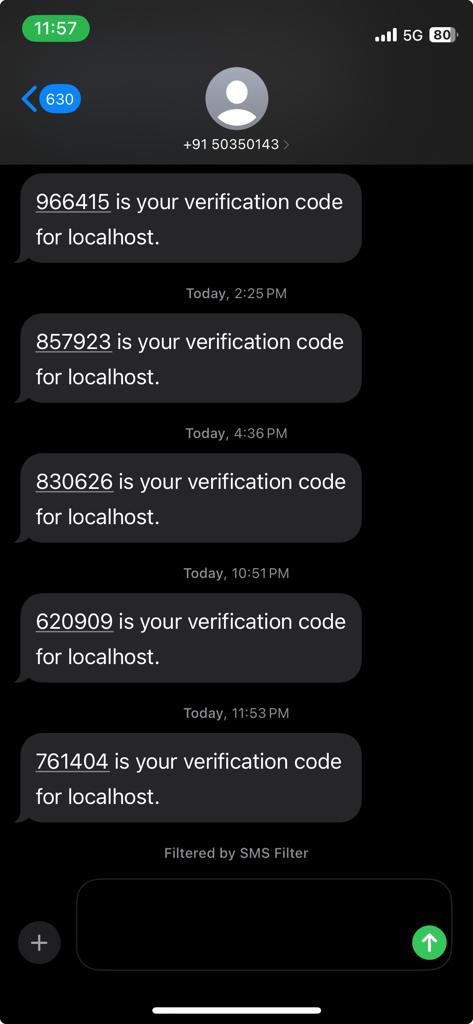 11:57
5G 80
630
+91 50350143
966415 is your verification code
for localhost.
Today, 2:25 PM
857923 is your verification code
for localhost.
Today, 4:36 PM
830626 is your verification code
for localhost.
Today, 10:51 PM
620909 is your verification code
for localhost.
Today, 11:53 PM
761404 is your verification code
for localhost.
Filtered by SMS Filter